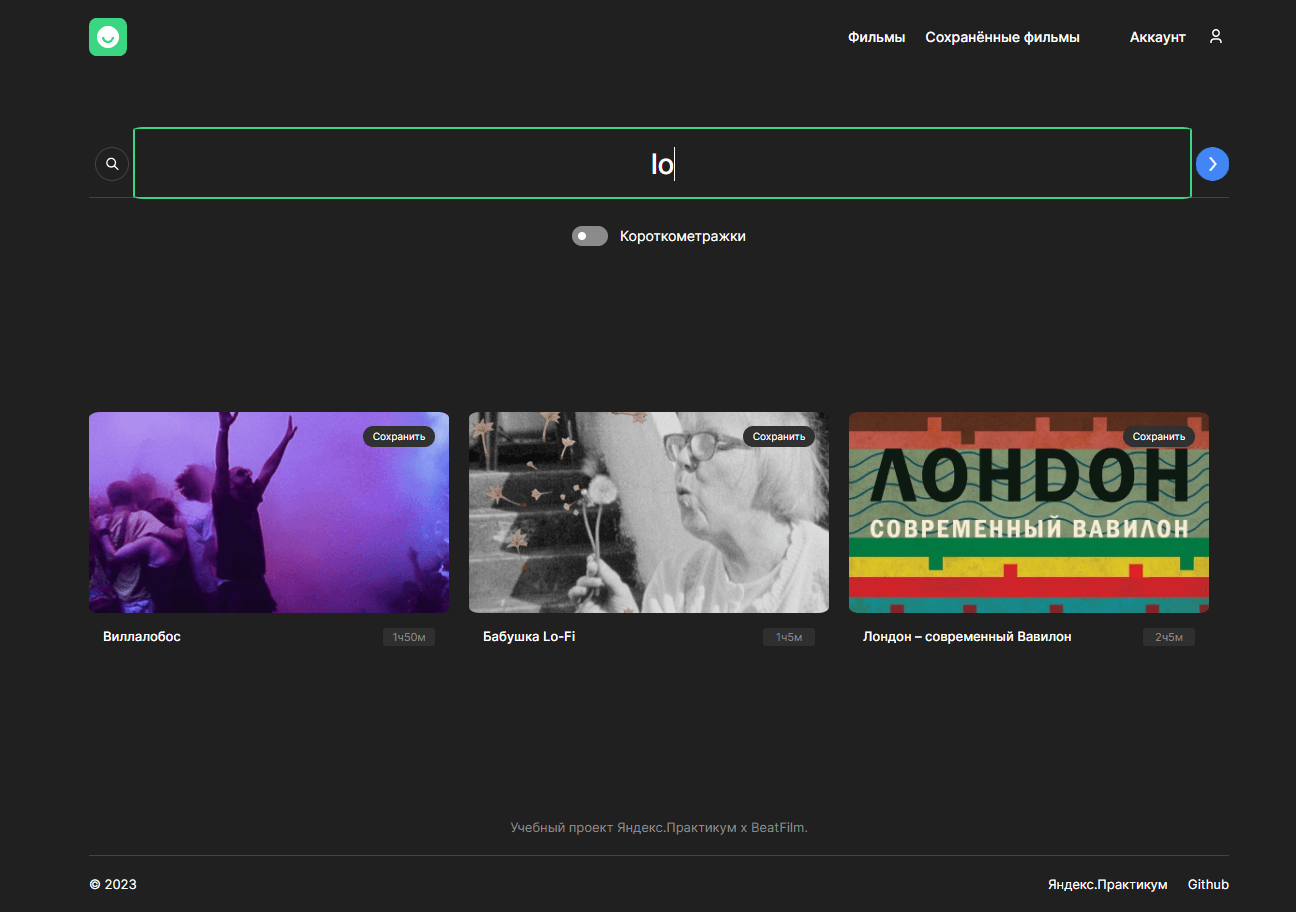 Фильмы Сохранённые фильмы Аккаунт
lo
Короткометражки
Сохранить
Сохранить
Сохранить
ЛОНДОН
СОВРЕМЕННЫЙ ВАВИЛОН
Виллалобос 1ч50м
Бабушка Lo-Fi 1ч5м
Лондон – современный Вавилон 2ч5м
Учебный проект Яндекс.Практикум х BeatFilm.
© 2023 Яндекс.Практикум Github